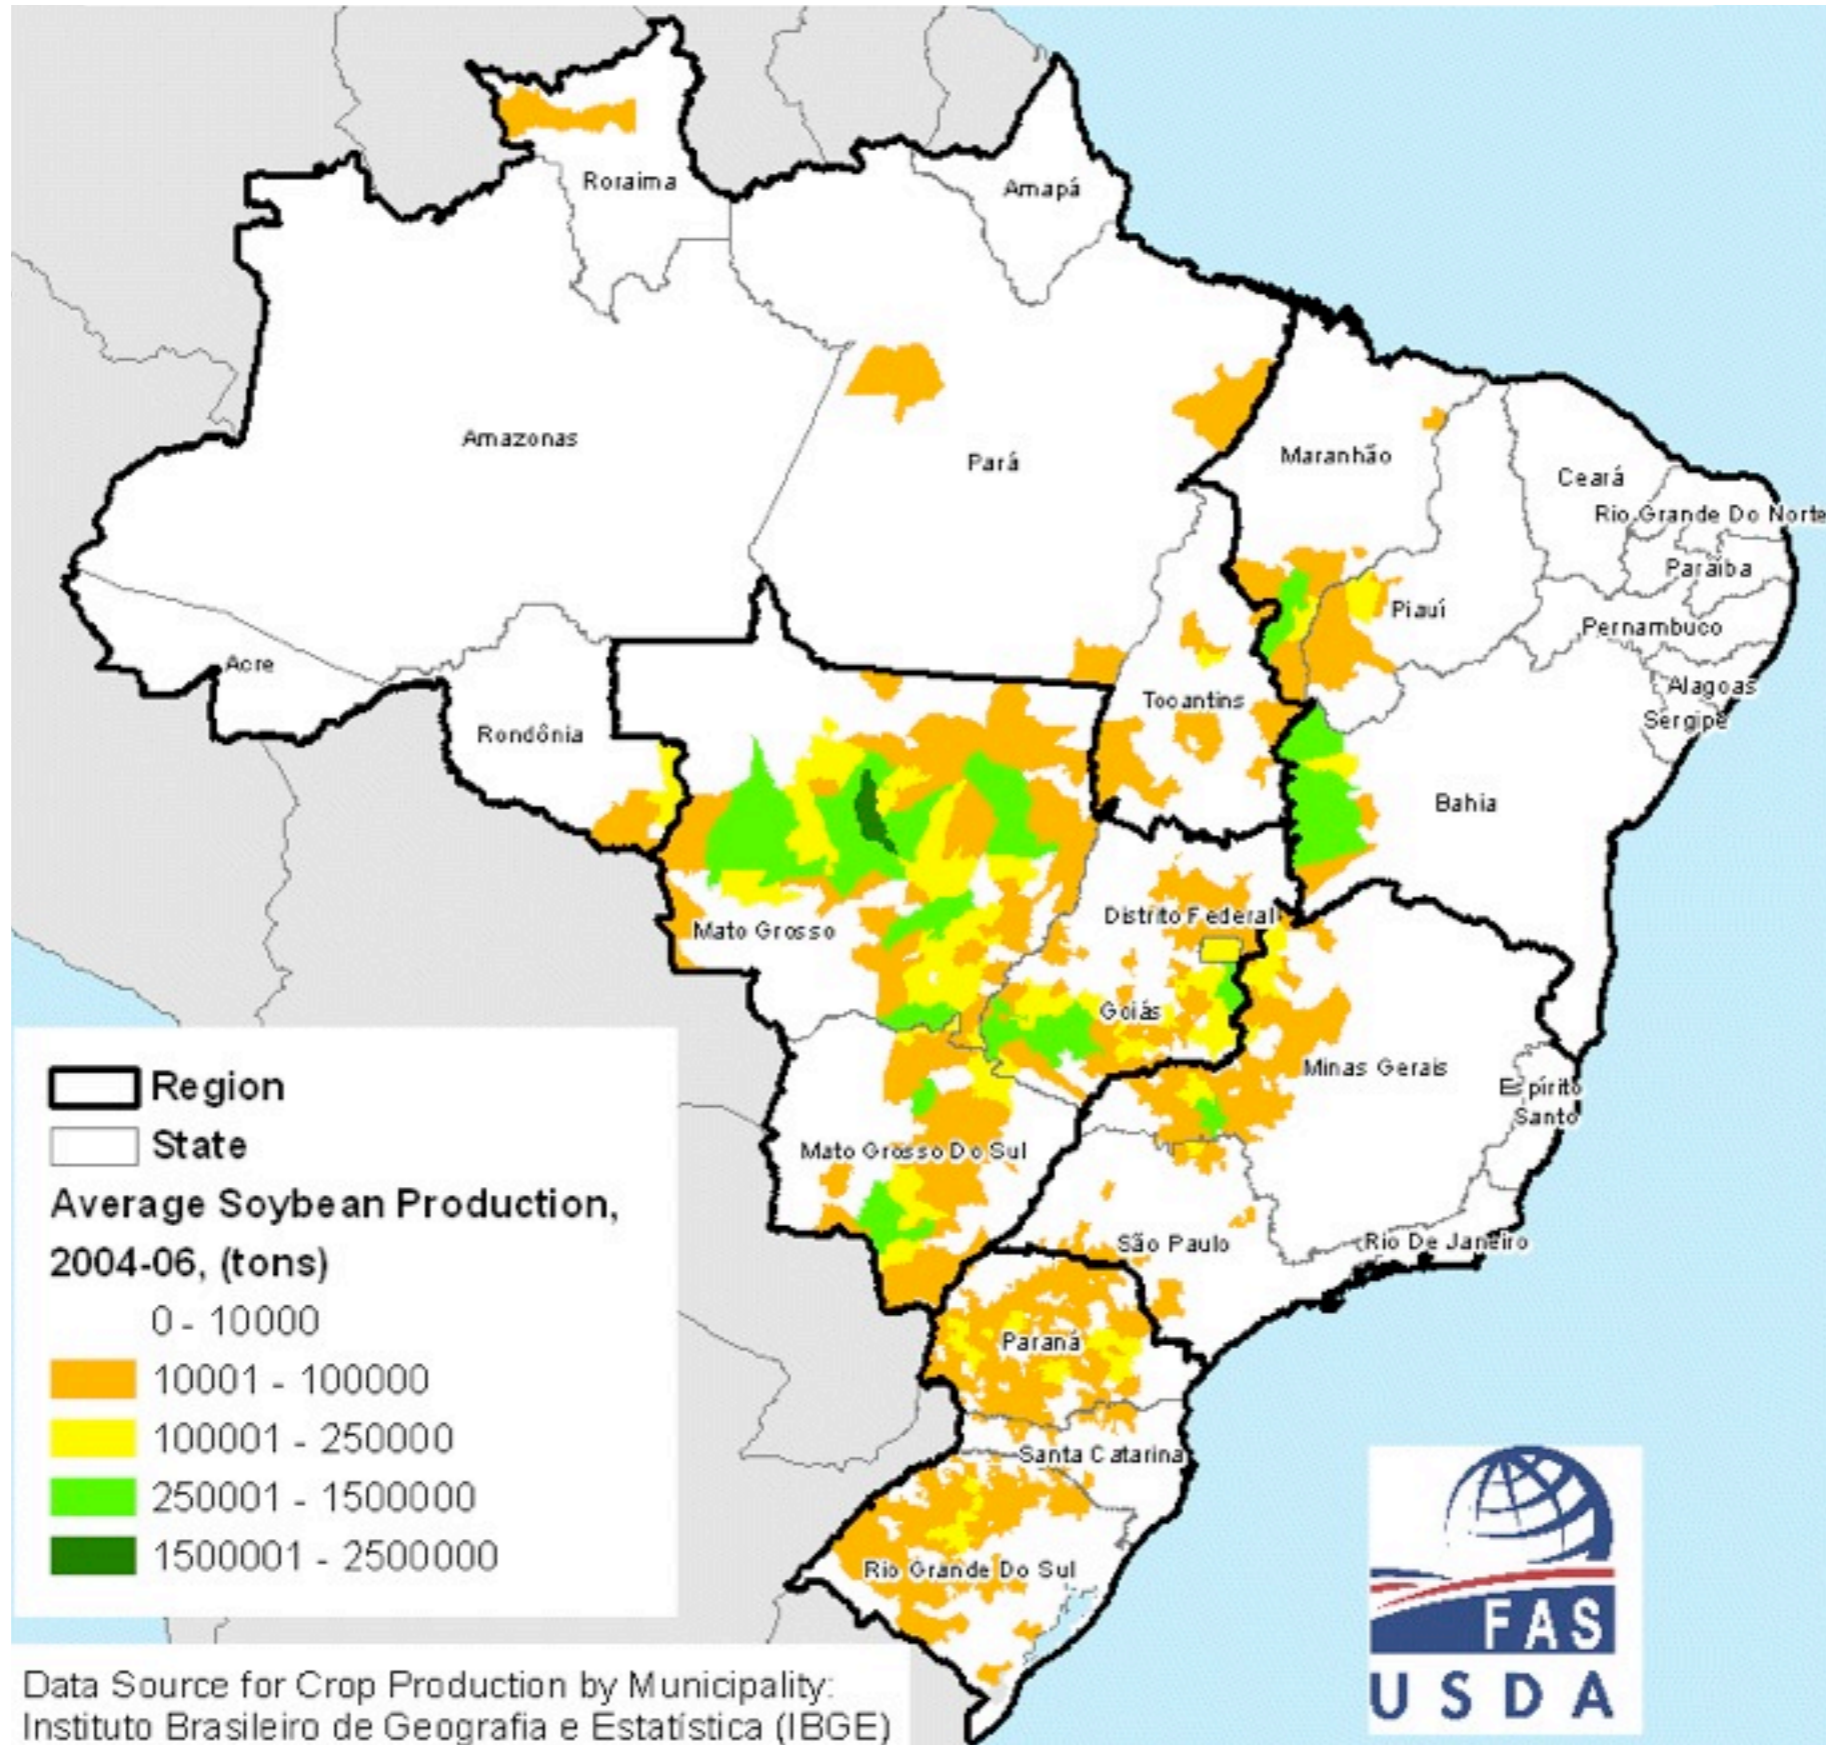 Roraima
Amapá
Amazonas
Pará
Maranhão
Ceará
Rio Grande Do Norte
Paraíba
Piauí
Pernambuco
Acre
Alagoas
Tocantins
Sergipe
Rondônia
Bahia
Distrito Federal
Mato Grosso
Goiás
Minas Gerais
Espírito
Santo
Mato Grosso Do Sul
São Paulo
Rio De Janeiro
Paraná
Santa Catarina
Rio Grande Do Sul
Region
State
Average Soybean Production,
2004-06, (tons)
0 - 10000
10001 - 100000
100001 - 250000
250001 - 1500000
1500001 - 2500000
Data Source for Crop Production by Municipality:
Instituto Brasileiro de Geografia e Estatística (IBGE)
FAS
USDA